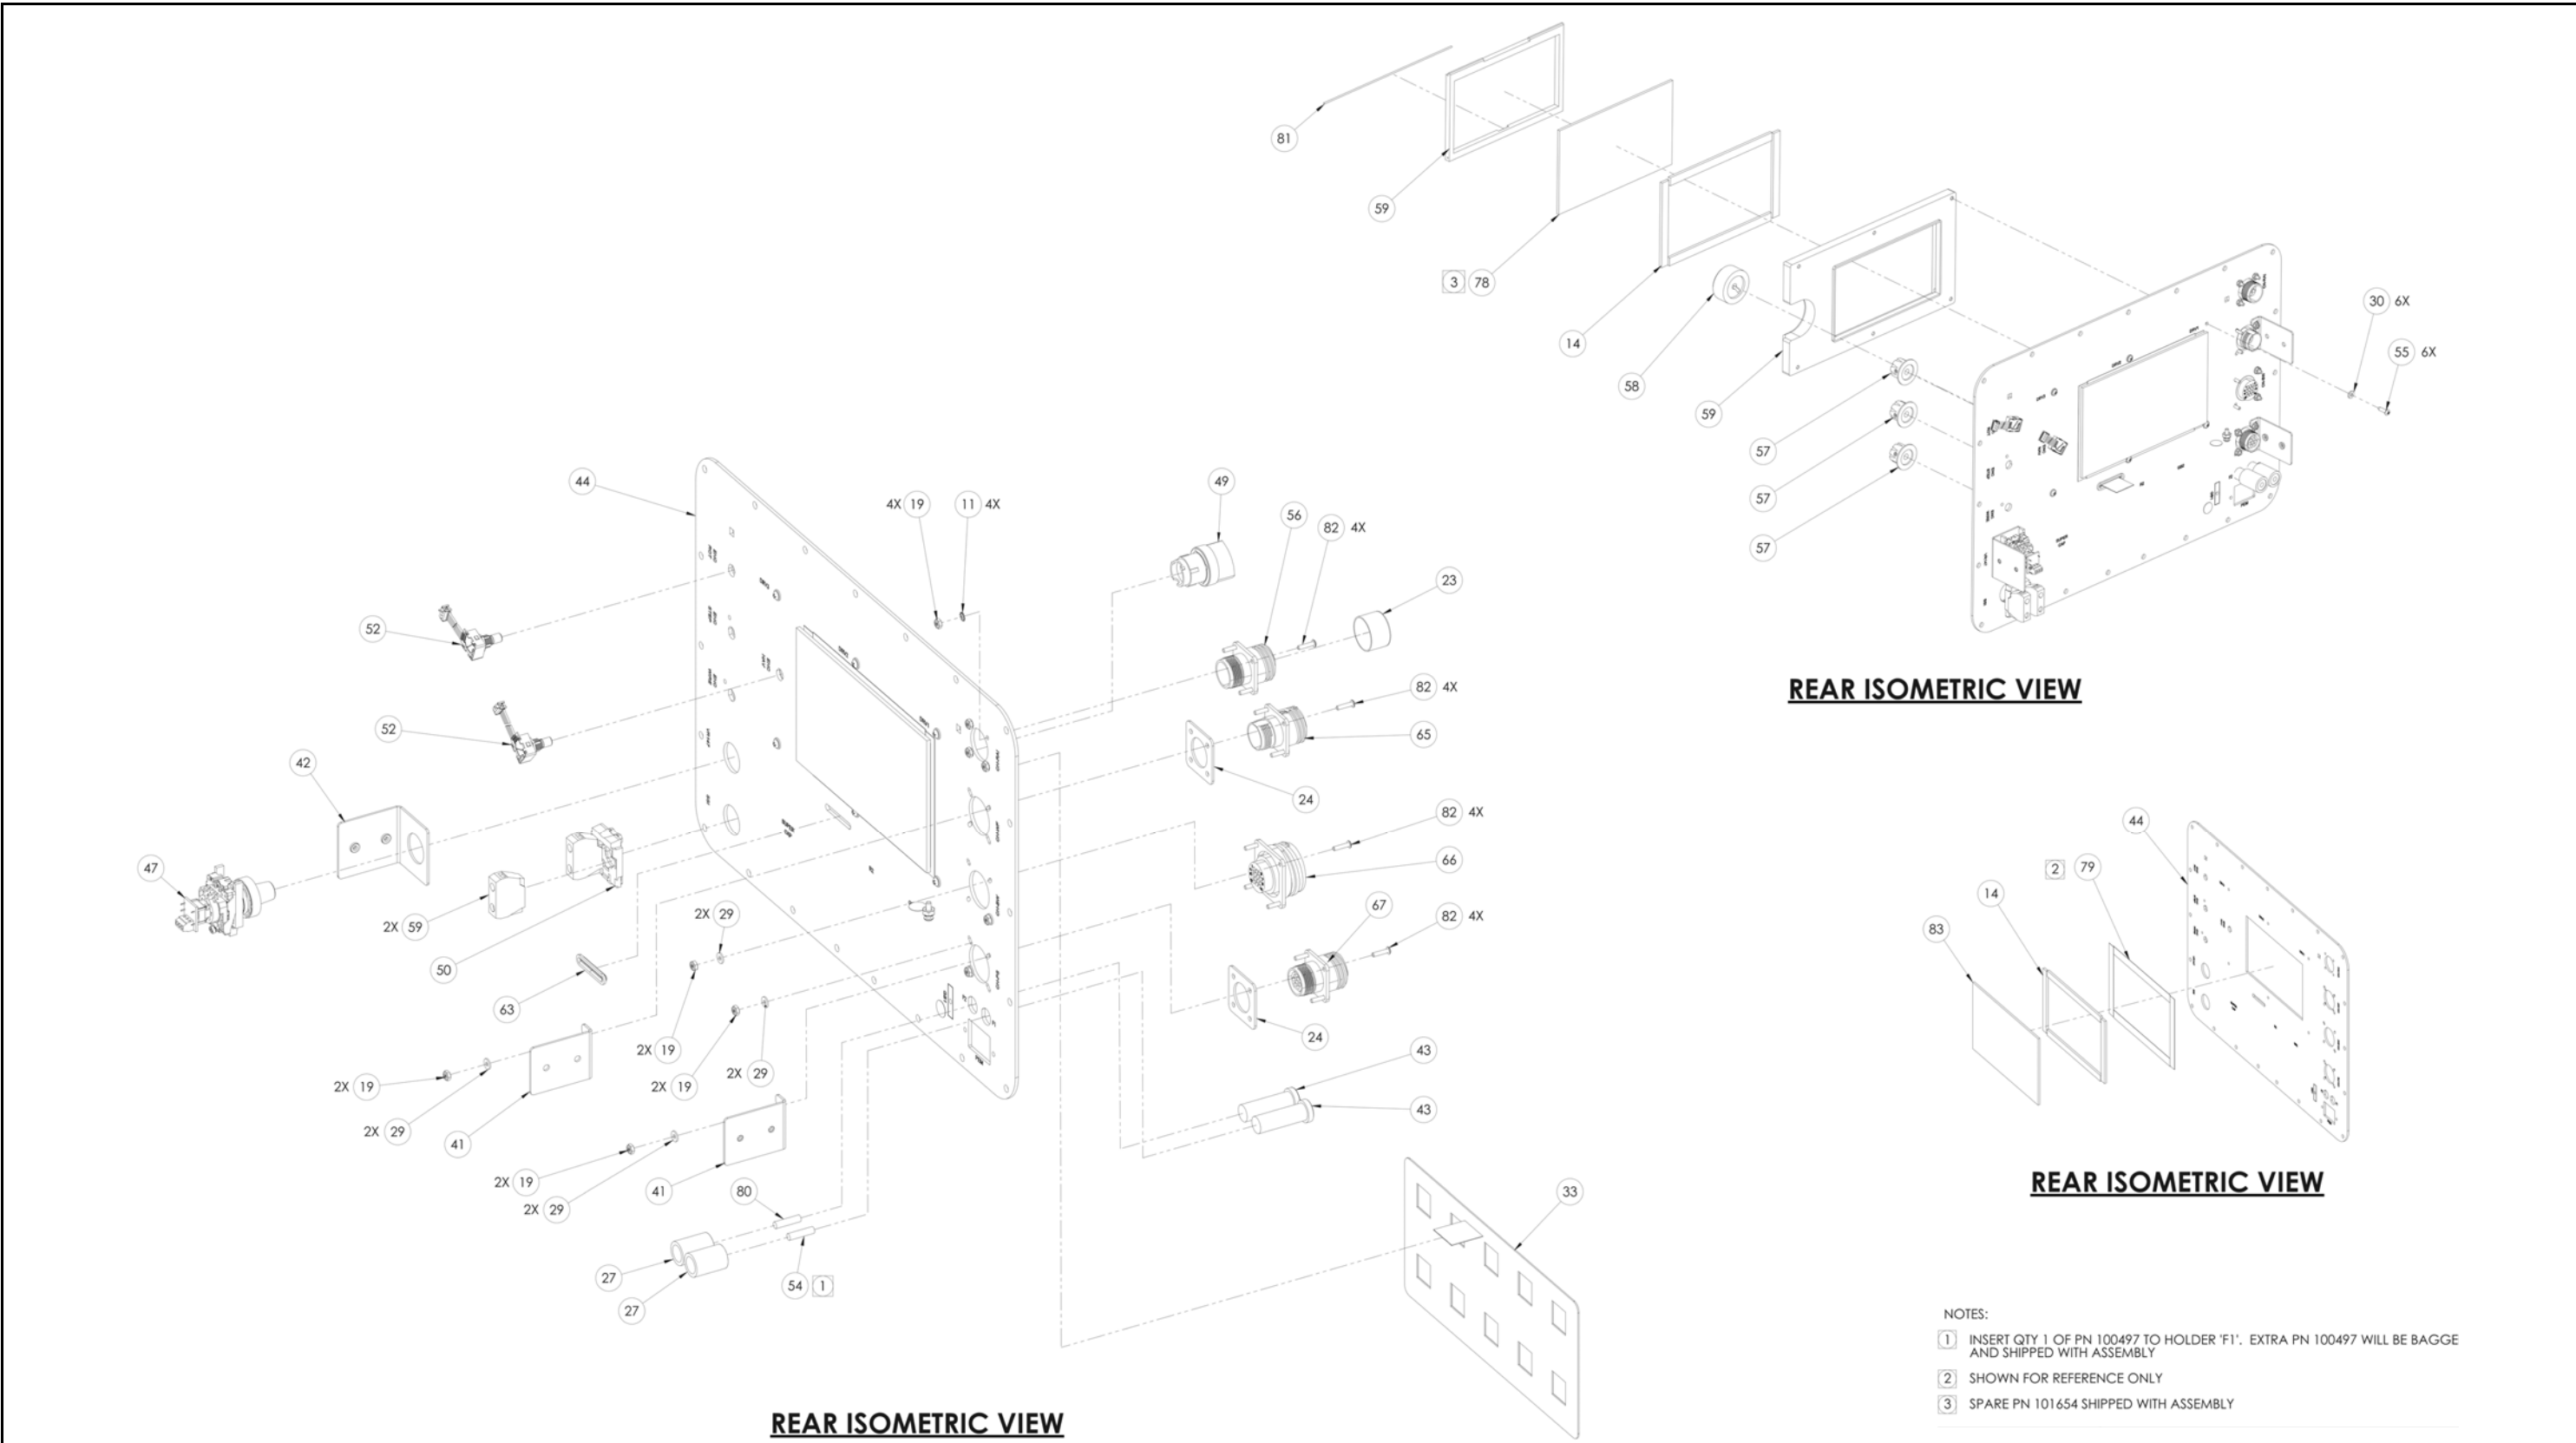 81
59
3 78
14
58
59
57
57
57
30 6X
55 6X
REAR ISOMETRIC VIEW
44
4X 19
11 4X
49
56
82 4X
23
52
82 4X
52
65
42
24
82 4X
47
66
2X 59
50
2X 29
67
82 4X
63
2X 19
24
2X 19
2X 29
43
2X 19
2X 29
41
43
2X 19
2X 29
41
80
33
27
54 1
27
SUPER
CAP
REAR ISOMETRIC VIEW
44
2 79
14
83
REAR ISOMETRIC VIEW
NOTES:
1 INSERT QTY 1 OF PN 100497 TO HOLDER 'F1'. EXTRA PN 100497 WILL BE BAGGE
AND SHIPPED WITH ASSEMBLY
2 SHOWN FOR REFERENCE ONLY
3 SPARE PN 101654 SHIPPED WITH ASSEMBLY